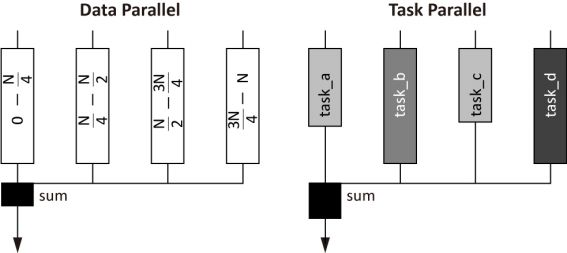 Data Parallel
Task Parallel
0 – N/4
N/4 – N/2
N/2 – 3N/4
3N/4 – N
task_a
task_b
task_c
task_d
sum
sum